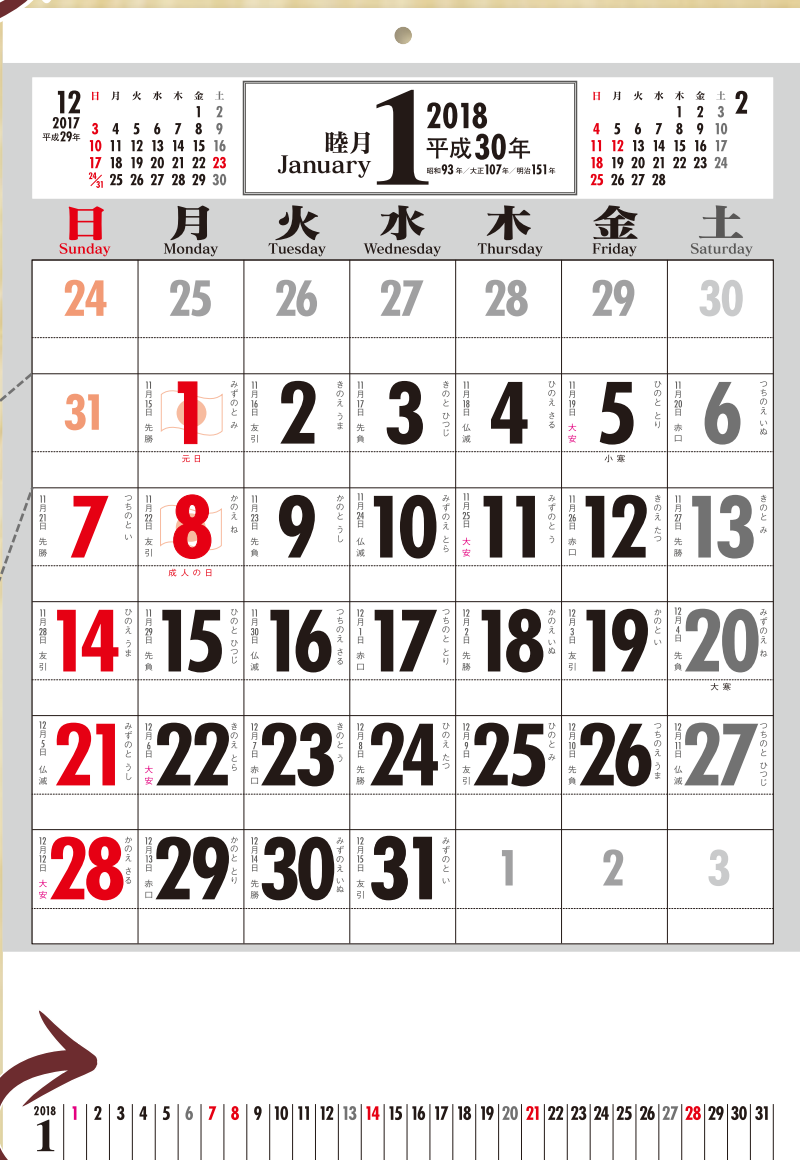 12
2017
平成29年
日 月 火 水 木 金 土
1 2
3 4 5 6 7 8 9
10 11 12 13 14 15 16
17 18 19 20 21 22 23
24/31 25 26 27 28 29 30
睦月
January
1
2018
平成30年
昭和93年/大正107年/明治151年
日 月 火 水 木 金 土
2
1 2 3
4 5 6 7 8 9 10
11 12 13 14 15 16 17
18 19 20 21 22 23 24
25 26 27 28
日 月 火 水 木 金 土
Sunday Monday Tuesday Wednesday Thursday Friday Saturday
24 25 26 27 28 29 30
31
11月15日 先勝 1 みずのと み
元日
11月16日 友引 2 きのえ うま
11月17日 先負 3 きのと ひつじ
11月18日 仏滅 4 ひのえ さる
11月19日 大安 5 ひのと とり
小寒
11月20日 赤口 6 つちのえ いぬ
11月21日 先勝 7 つちのと い
11月22日 友引 8 かのえ ね
成人の日
11月23日 先負 9 かのと うし
11月24日 仏滅 10 みずのえ とら
11月25日 大安 11 みずのと う
11月26日 赤口 12 きのえ たつ
11月27日 先勝 13 きのと み
11月28日 友引 14 ひのえ うま
11月29日 先負 15 ひのと ひつじ
11月30日 仏滅 16 つちのえ さる
12月1日 赤口 17 つちのと とり
12月2日 先勝 18 かのえ いぬ
12月3日 友引 19 かのと い
12月4日 先負 20 みずのえ ね
大寒
12月5日 仏滅 21 みずのと うし
12月6日 大安 22 きのえ とら
12月7日 赤口 23 きのと う
12月8日 先勝 24 ひのえ たつ
12月9日 友引 25 ひのと み
12月10日 先負 26 つちのえ うま
12月11日 仏滅 27 つちのと ひつじ
12月12日 大安 28 かのえ さる
12月13日 赤口 29 かのと とり
12月14日 先勝 30 みずのえ いぬ
12月15日 友引 31 みずのと い
1 2 3
2018
1
1 2 3 4 5 6 7 8 9 10 11 12 13 14 15 16 17 18 19 20 21 22 23 24 25 26 27 28 29 30 31